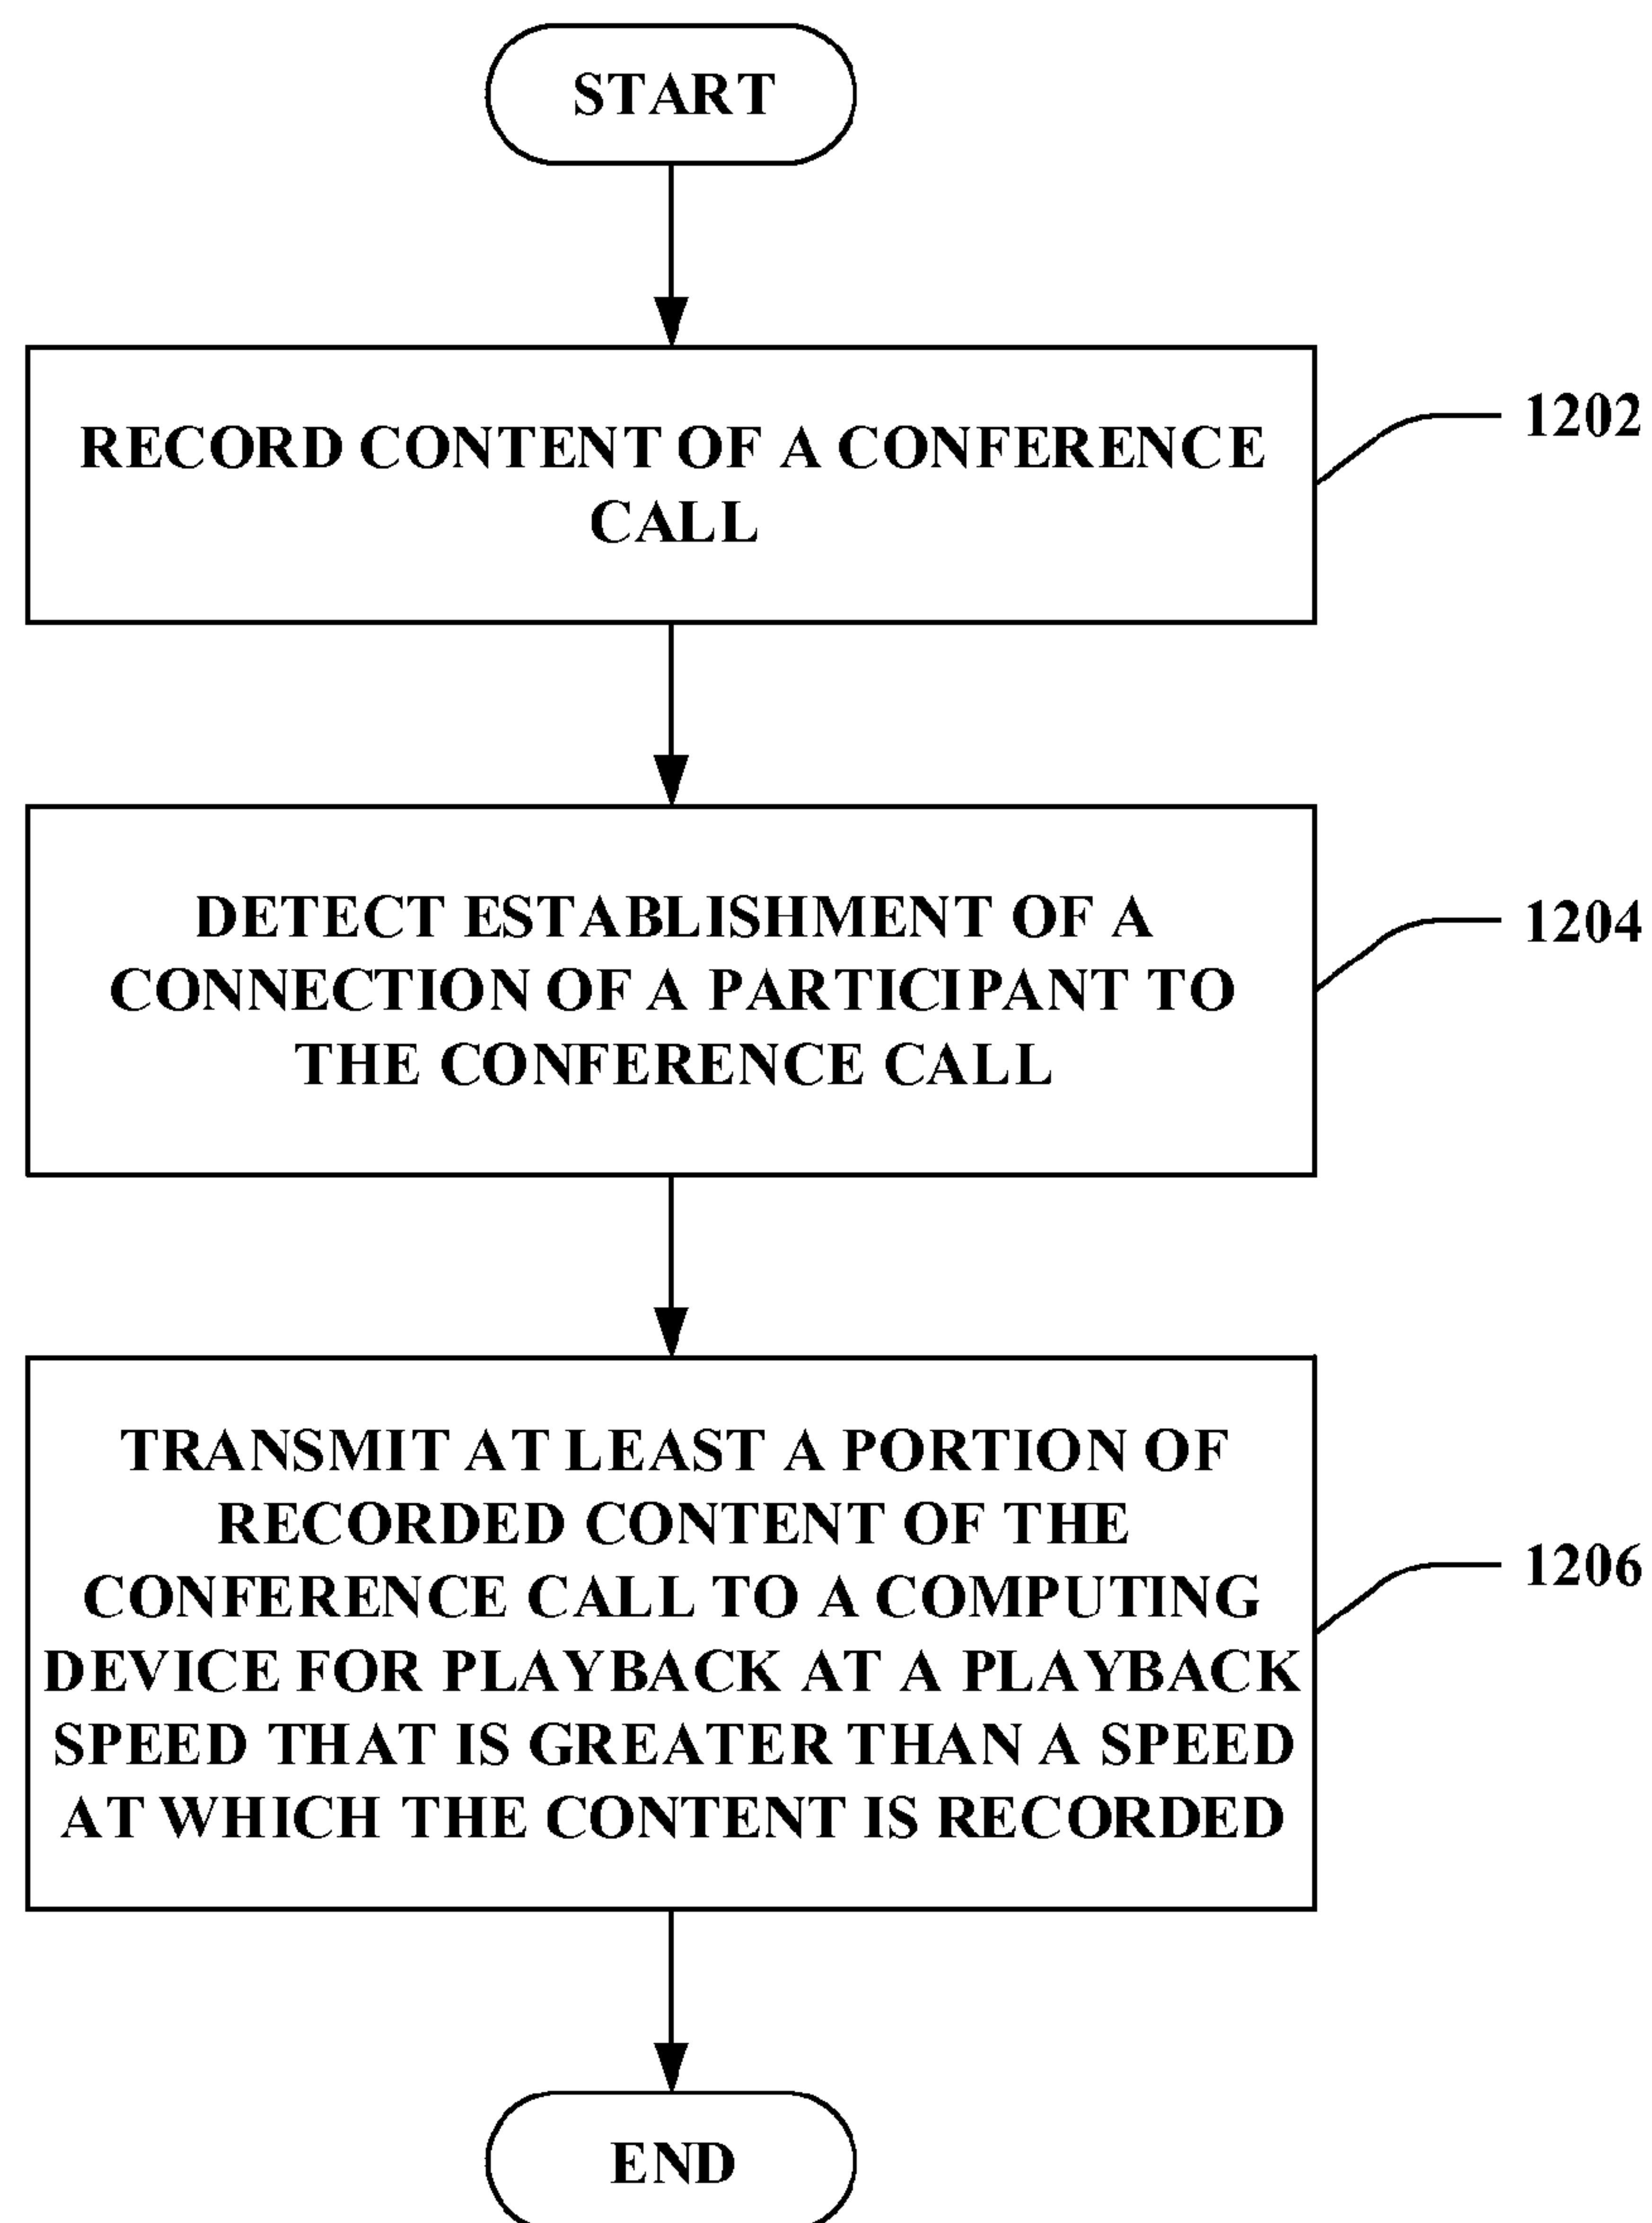 START
RECORD CONTENT OF A CONFERENCE
CALL
1202
DETECT ESTABLISHMENT OF A
CONNECTION OF A PARTICIPANT TO
THE CONFERENCE CALL
1204
TRANSMIT AT LEAST A PORTION OF
RECORDED CONTENT OF THE
CONFERENCE CALL TO A COMPUTING
DEVICE FOR PLAYBACK AT A PLAYBACK
SPEED THAT IS GREATER THAN A SPEED
AT WHICH THE CONTENT IS RECORDED
1206
END